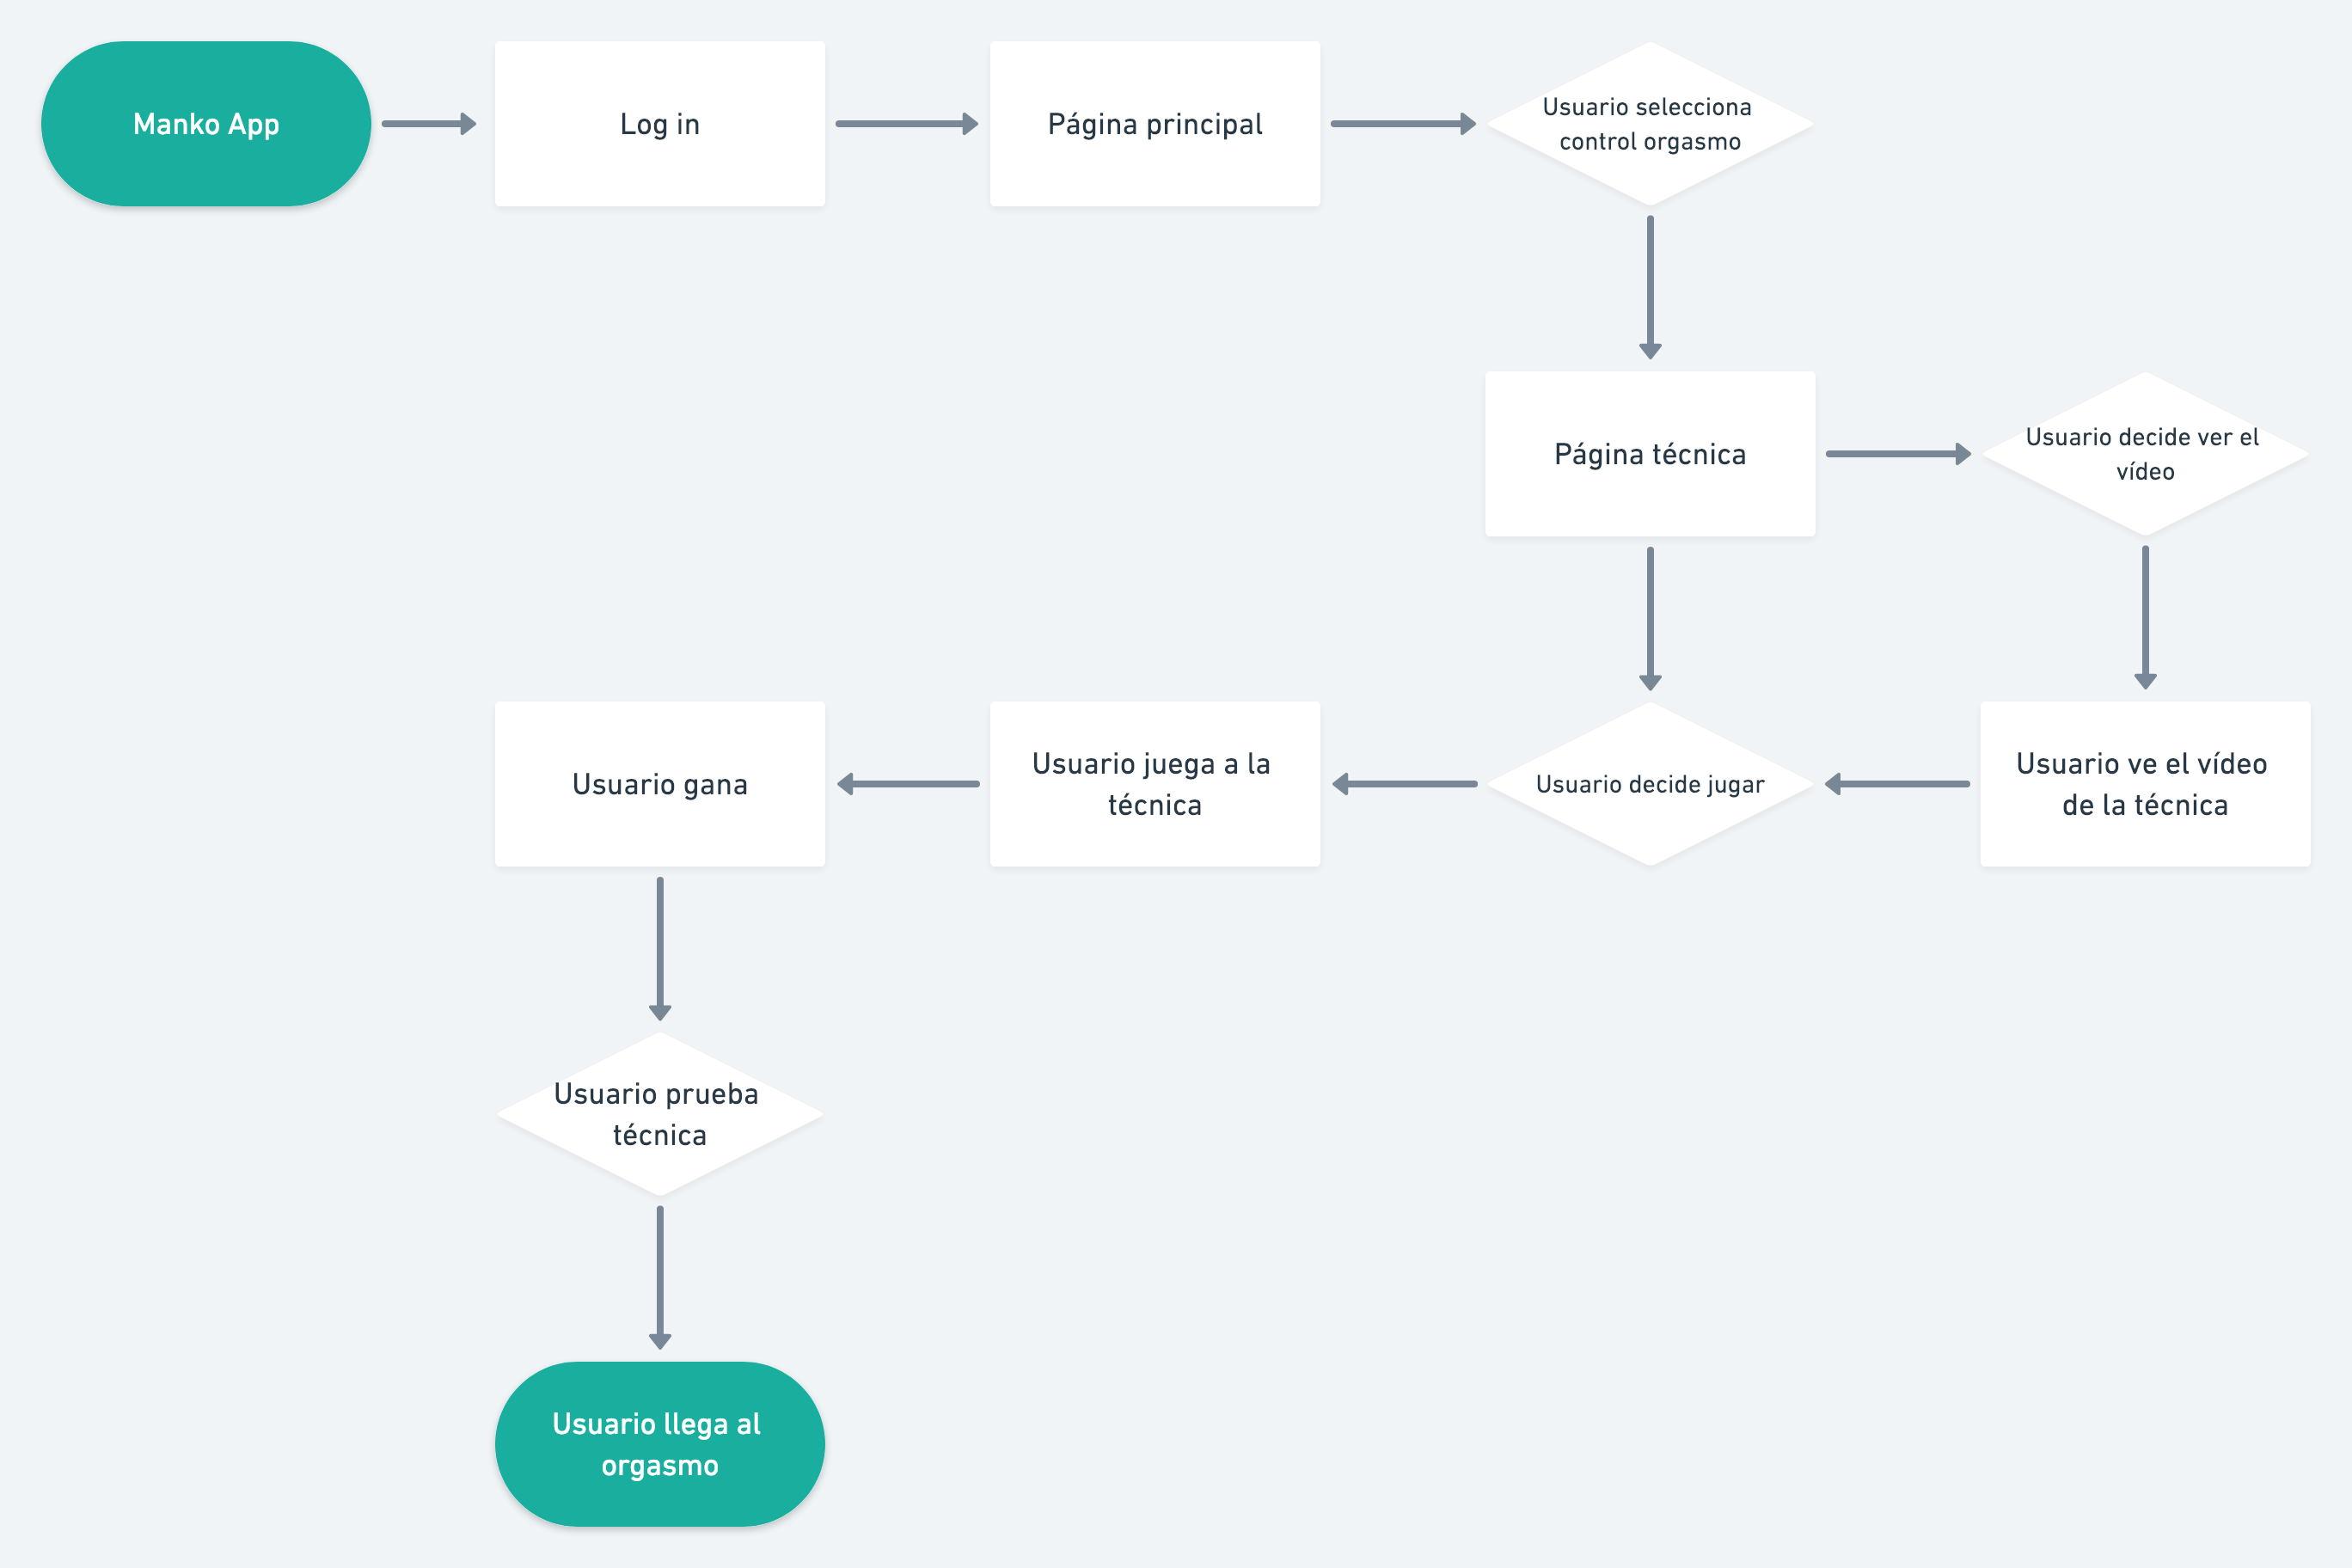 Manko App
Log in
Página principal
Usuario selecciona
control orgasmo
Página técnica
Usuario decide ver el
vídeo
Usuario gana
Usuario juega a la
técnica
Usuario decide jugar
Usuario ve el vídeo
de la técnica
Usuario prueba
técnica
Usuario llega al
orgasmo